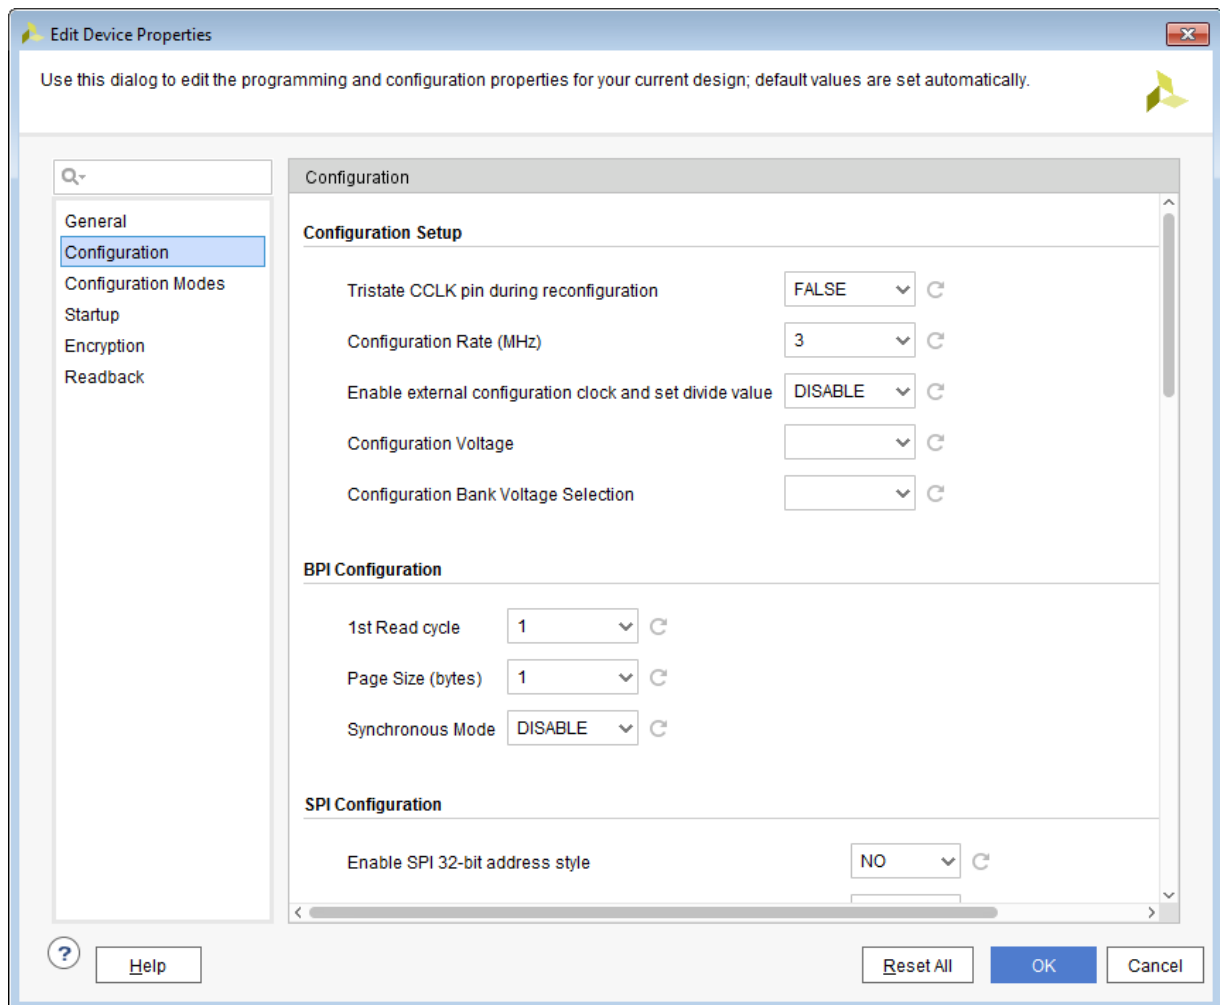 Edit Device Properties
Use this dialog to edit the programming and configuration properties for your current design; default values are set automatically.
General
Configuration
Configuration Modes
Startup
Encryption
Readback
Configuration
Configuration Setup
Tristate CCLK pin during reconfiguration FALSE
Configuration Rate (MHz) 3
Enable external configuration clock and set divide value DISABLE
Configuration Voltage
Configuration Bank Voltage Selection
BPI Configuration
1st Read cycle 1
Page Size (bytes) 1
Synchronous Mode DISABLE
SPI Configuration
Enable SPI 32-bit address style NO
? Help Reset All OK Cancel